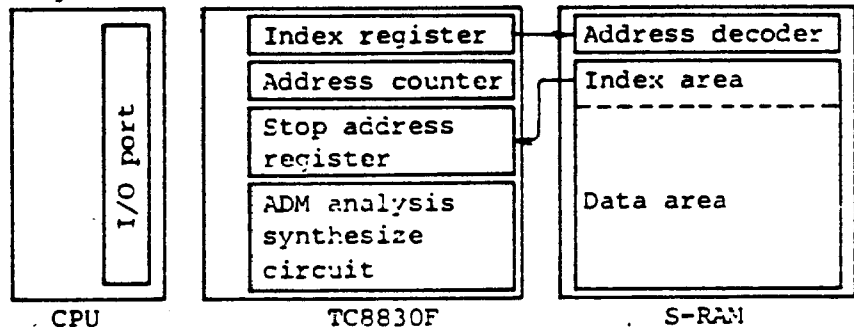 I/O port
CPU
Index register
Address counter
Stop address
register
ADM analysis
synthesize
circuit
TC8830F
Address decoder
Index area
Data area
S-RAM